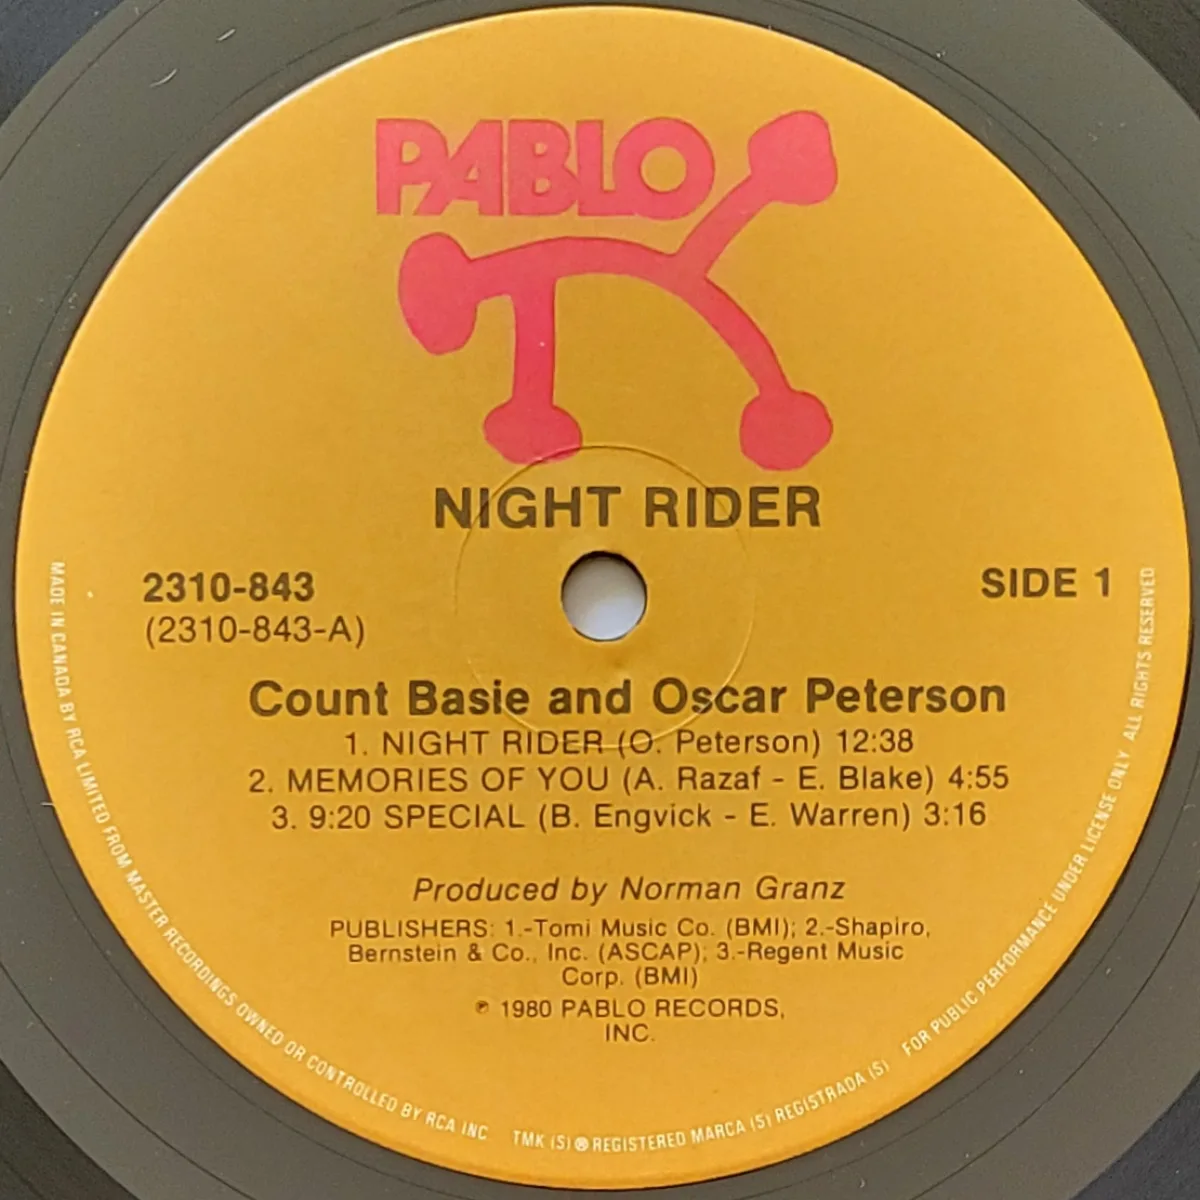 PABLO
NIGHT RIDER
2310-843
(2310-843-A)
SIDE 1
Count Basie and Oscar Peterson
1. NIGHT RIDER (O. Peterson) 12:38
2. MEMORIES OF YOU (A. Razaf - E. Blake) 4:55
3. 9:20 SPECIAL (B. Engvick - E. Warren) 3:16
Produced by Norman Granz
PUBLISHERS: 1.-Tomi Music Co. (BMI); 2.-Shapiro,
Bernstein & Co., Inc. (ASCAP); 3.-Regent Music
Corp. (BMI)
℗ 1980 PABLO RECORDS,
INC.
MADE IN CANADA BY RCA LIMITED FROM MASTER RECORDINGS OWNED OR CONTROLLED BY RCA INC TMK (S) ® REGISTERED MARCA (S) REGISTRADA (S) FOR PUBLIC PERFORMANCE UNDER LICENSE ONLY ALL RIGHTS RESERVED